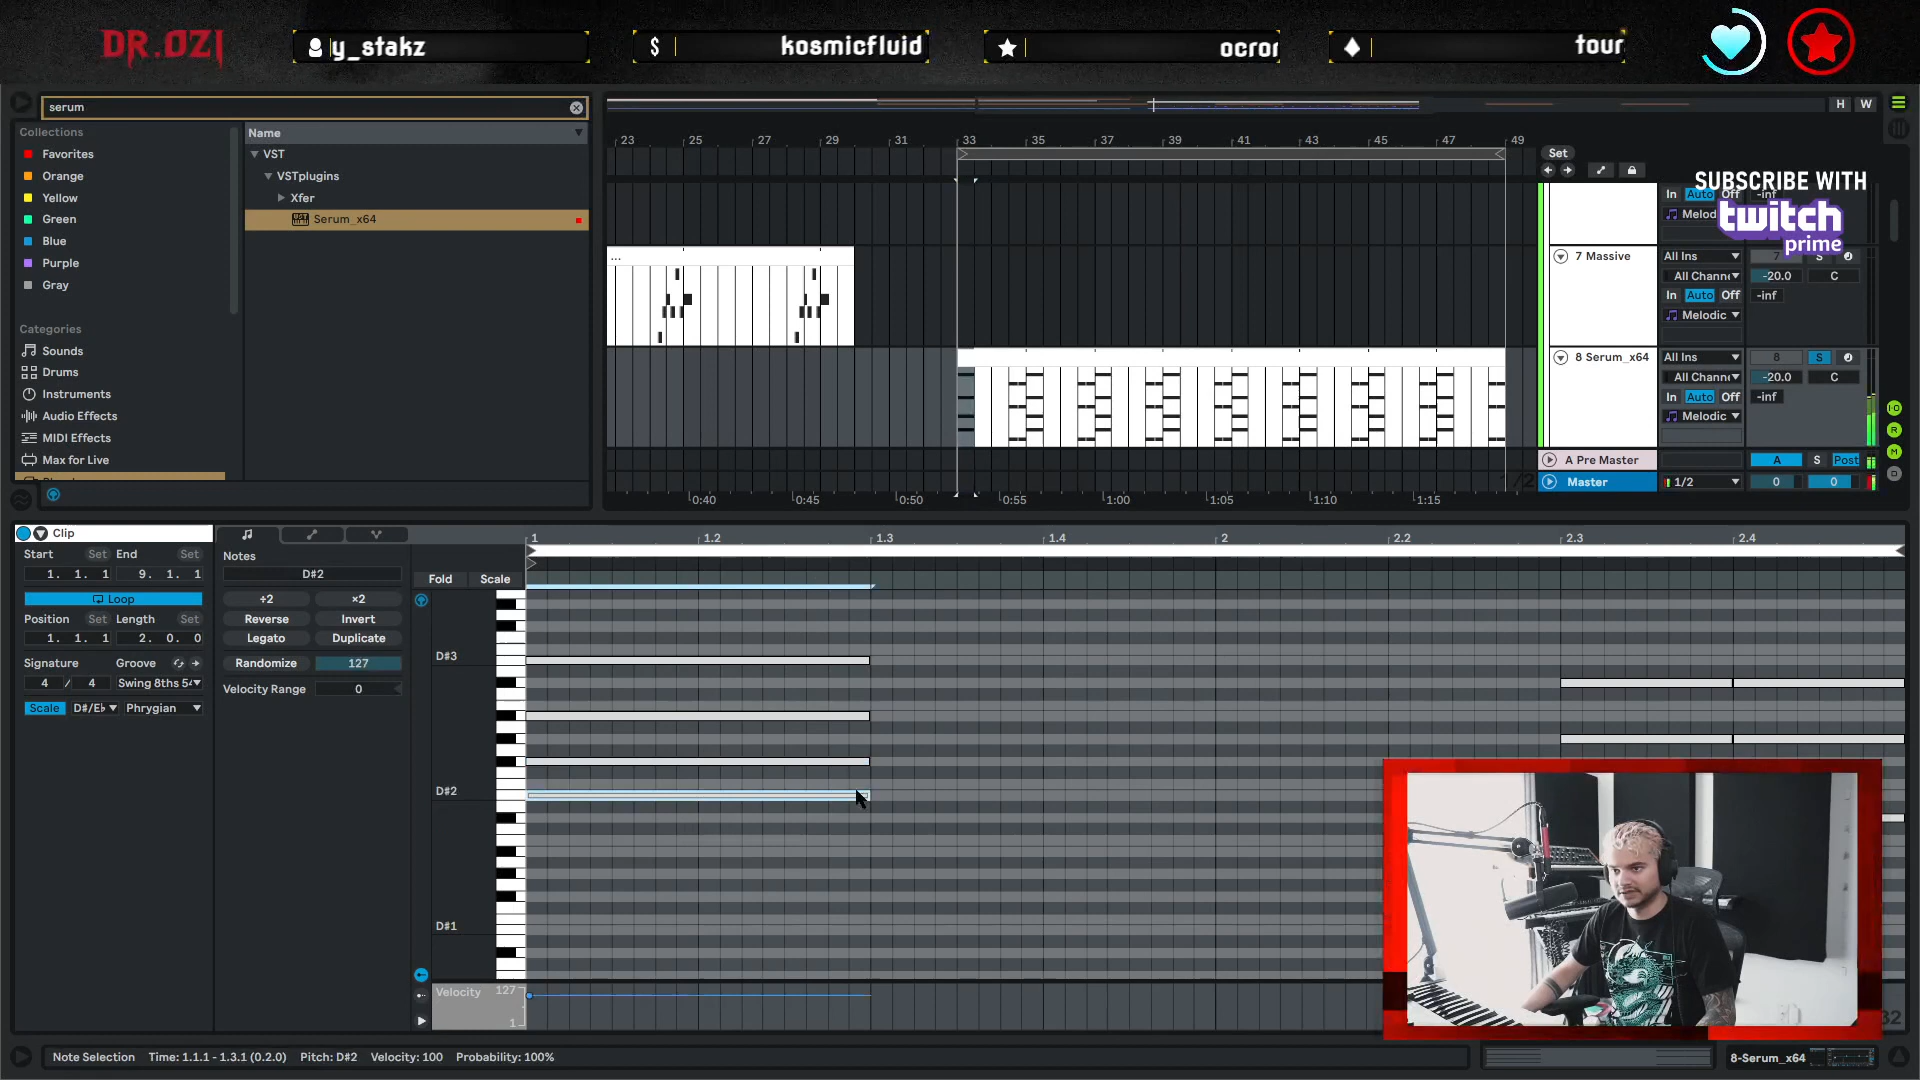 DR.OZI
y_stakz
$ kosmicfluid
ocror
tour
serum
H W
Collections
Name
Favorites
VST
Orange
VSTplugins
Yellow
Xfer
Green
Serum_x64
Blue
Purple
Gray
Categories
Sounds
Drums
Instruments
Audio Effects
MIDI Effects
Max for Live
23 25 27 29 31 33 35 37 39 41 43 45 47 49
Set
...
0:40 0:45 0:50 0:55 1:00 1:05 1:10 1:15
1/2
SUBSCRIBE WITH
twitch
prime
In Auto Off -inf
Melod
7 Massive All Ins 7 S
All Chann -20.0 C
In Auto Off -inf
Melodic
8 Serum_x64 All Ins 8 S
All Chann -20.0 C
In Auto Off -inf
Melodic
A Pre Master A S Post
Master 1/2 0 0
I·O
R
M
D
Clip
Start Set End Set
1. 1. 1 9. 1. 1
Loop
Position Set Length Set
1. 1. 1 2. 0. 0
Signature Groove
4 / 4 Swing 8ths 54
Scale D#/Eb Phrygian
Notes
D#2
÷2 ×2
Reverse Invert
Legato Duplicate
Randomize 127
Velocity Range 0
Fold Scale
1 1.2 1.3 1.4 2 2.2 2.3 2.4
D#3
D#2
D#1
Velocity 127
1
32
Note Selection Time: 1.1.1 - 1.3.1 (0.2.0) Pitch: D#2 Velocity: 100 Probability: 100%
8-Serum_x64